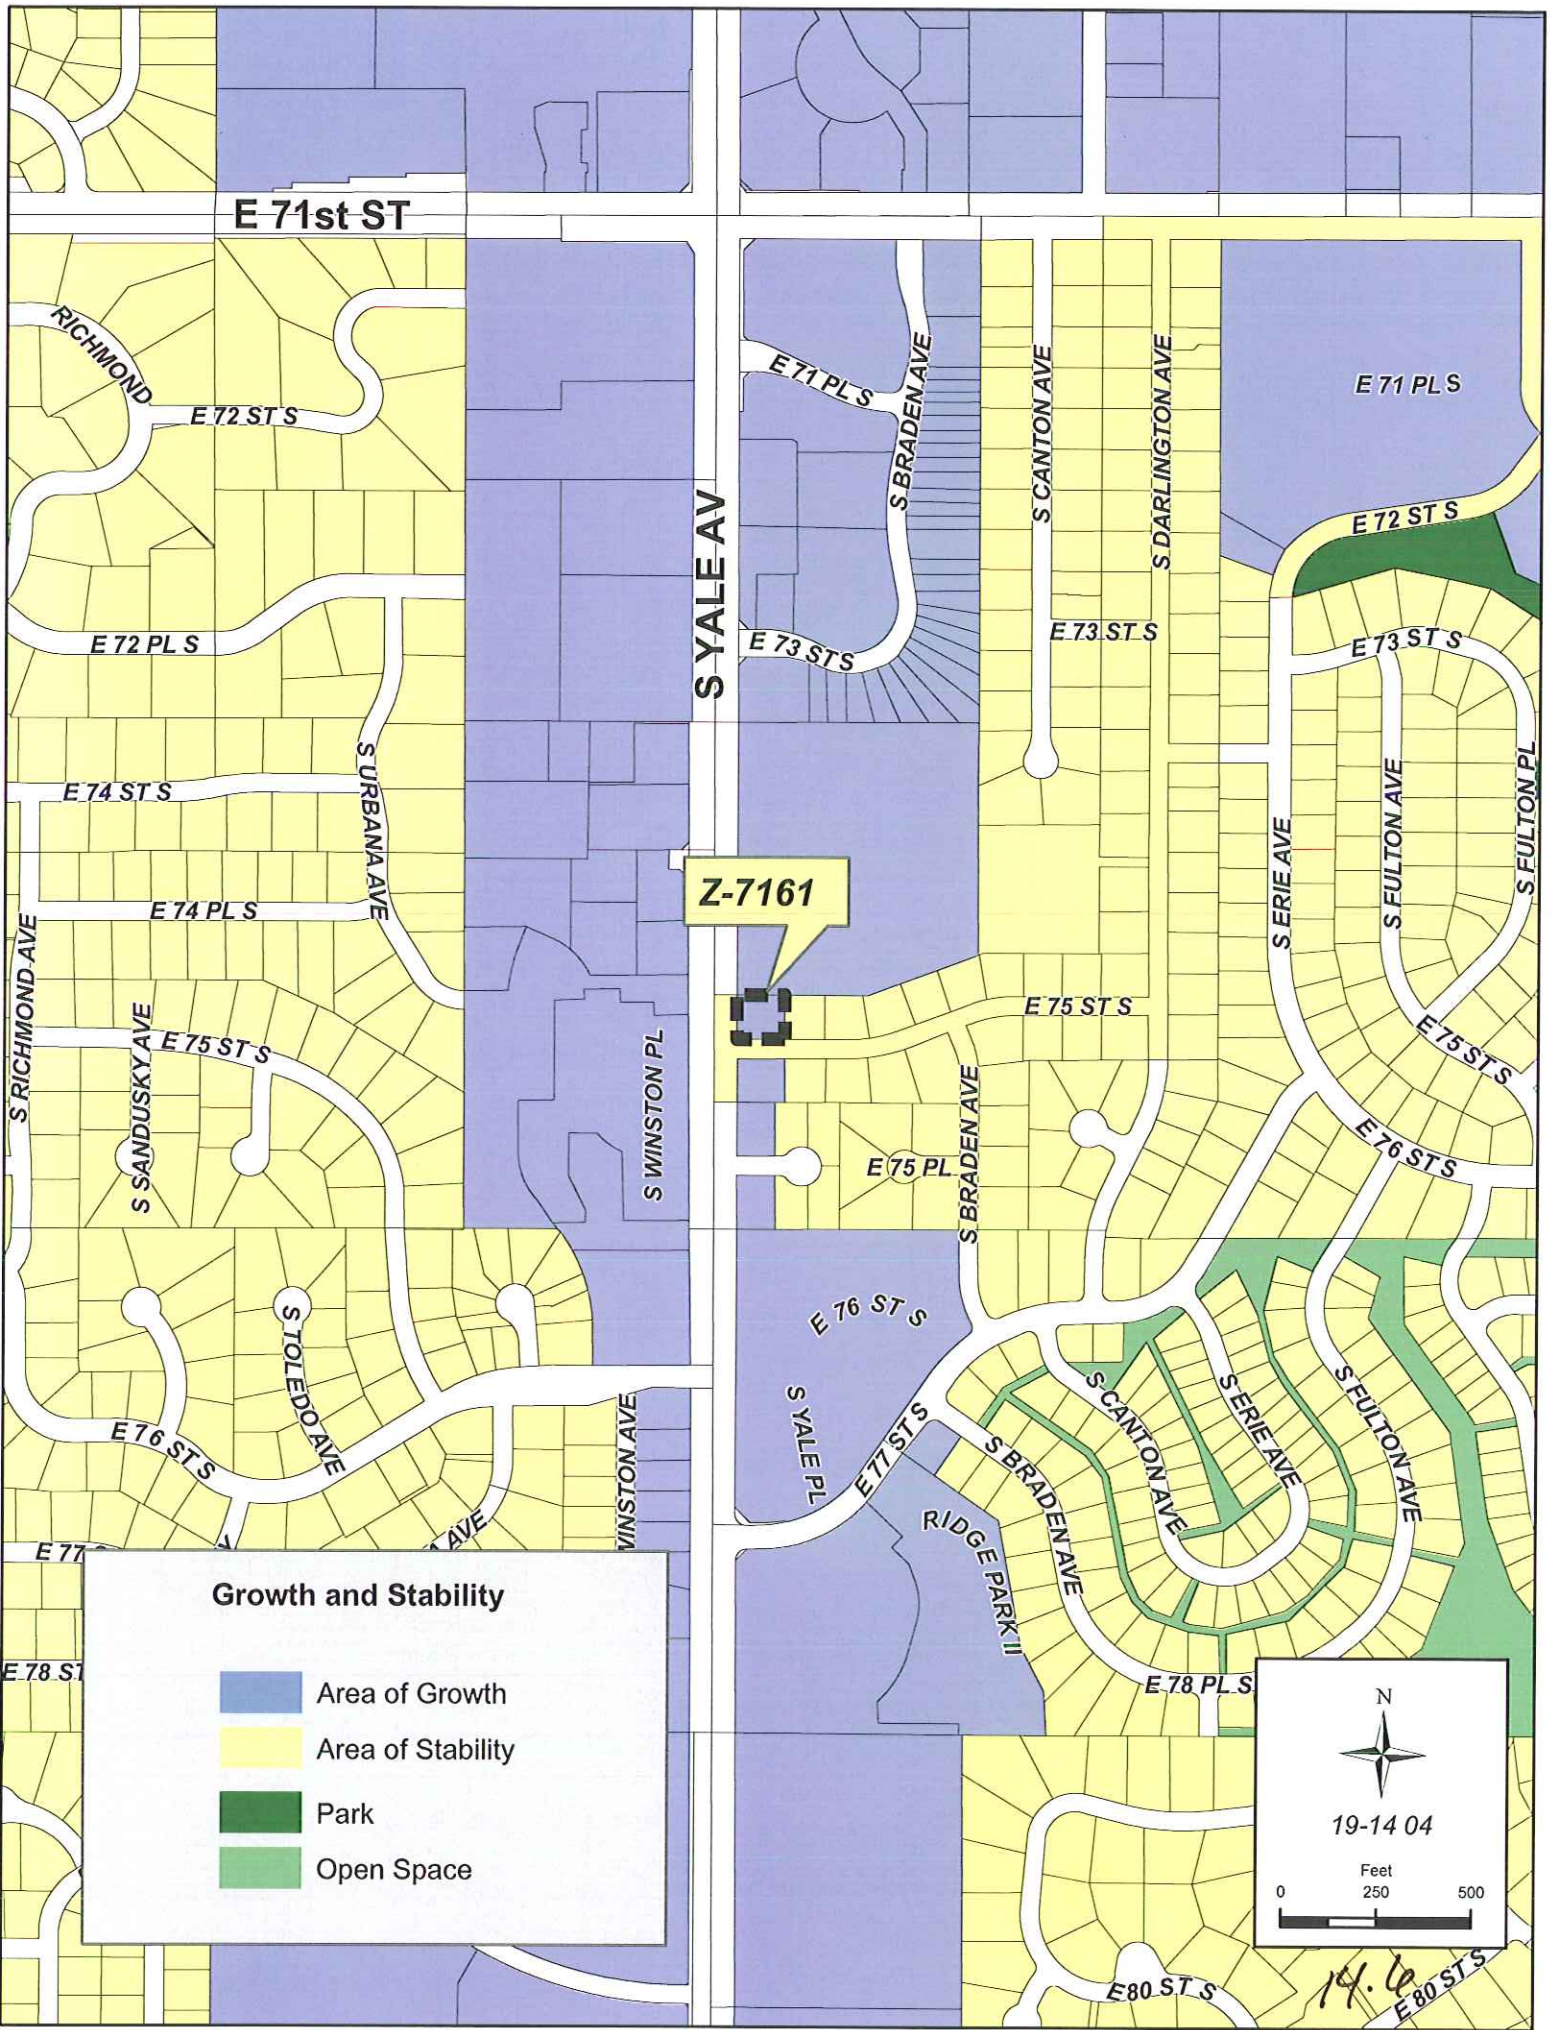 E 71st ST
RICHMOND
E 72 ST S
E 71 PL S
S BRADEN AVE
S CANTON AVE
S DARLINGTON AVE
E 71 PL S
E 72 ST S
S YALE AV
E 72 PL S
E 73 ST S
E 73 ST S
E 73 ST S
S URBANA AVE
E 74 ST S
S ERIE AVE
S FULTON AVE
S FULTON PL
Z-7161
E 74 PL S
S RICHMOND AVE
S SANDUSKY AVE
E 75 ST S
S WINSTON PL
E 75 ST S
E 75 ST S
S BRADEN AVE
E 75 PL
E 76 ST S
S TOLEDO AVE
E 76 ST S
E 76 ST S
S YALE PL
E 77 ST S
S CANTON AVE
S ERIE AVE
S FULTON AVE
S BRADEN AVE
WINSTON AVE
RIDGE PARK II
A AVE
E 77 S
E 78 ST
E 78 PL S
Growth and Stability
Area of Growth
Area of Stability
Park
Open Space
N
19-14 04
Feet
0 250 500
E 80 ST S
14.6
E 80 ST S